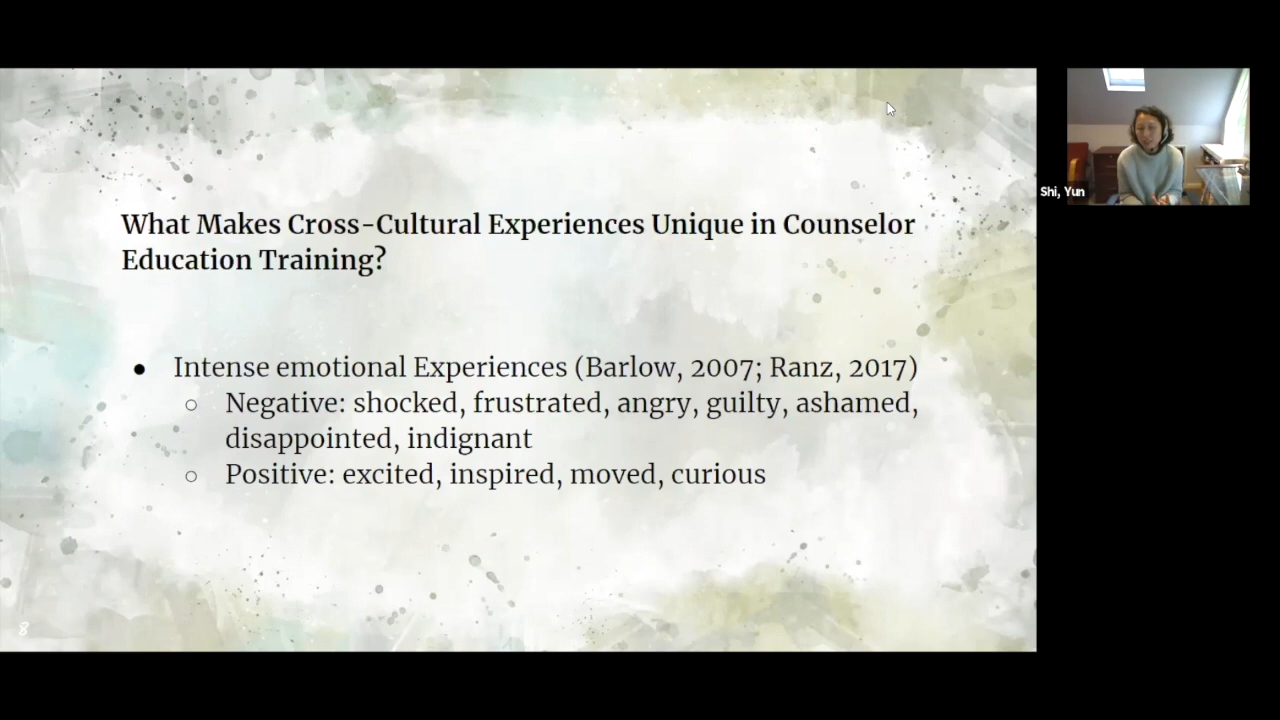 What Makes Cross-Cultural Experiences Unique in Counselor
Education Training?
● Intense emotional Experiences (Barlow, 2007; Ranz, 2017)
○ Negative: shocked, frustrated, angry, guilty, ashamed,
disappointed, indignant
○ Positive: excited, inspired, moved, curious
8
Shi, Yun